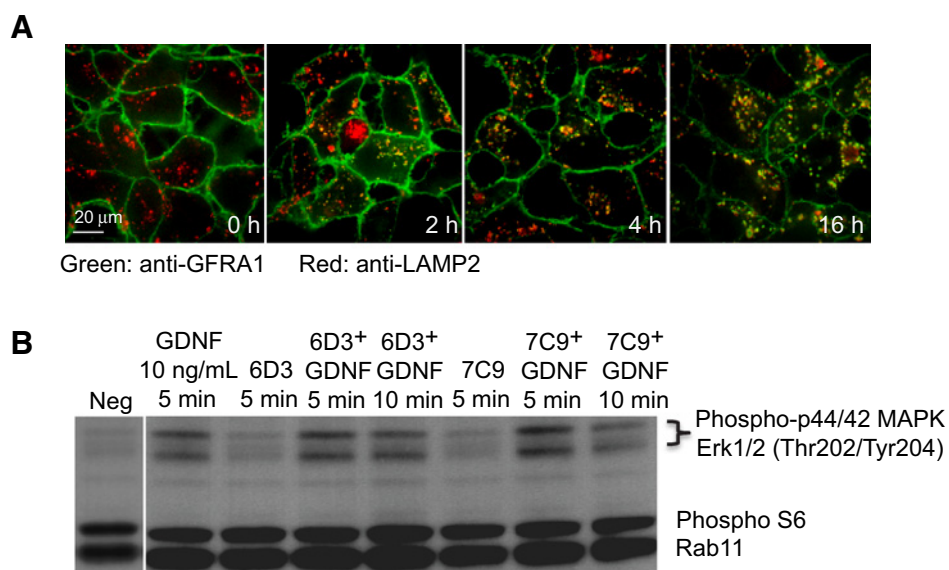 A
0 h
2 h
4 h
16 h
20 µm
Green: anti-GFRA1 Red: anti-LAMP2
B
GDNF 6D3+ 6D3+ 7C9+ 7C9+
10 ng/mL 6D3 GDNF GDNF 7C9 GDNF GDNF
Neg 5 min 5 min 5 min 10 min 5 min 5 min 10 min
Phospho-p44/42 MAPK
Erk1/2 (Thr202/Tyr204)
Phospho S6
Rab11